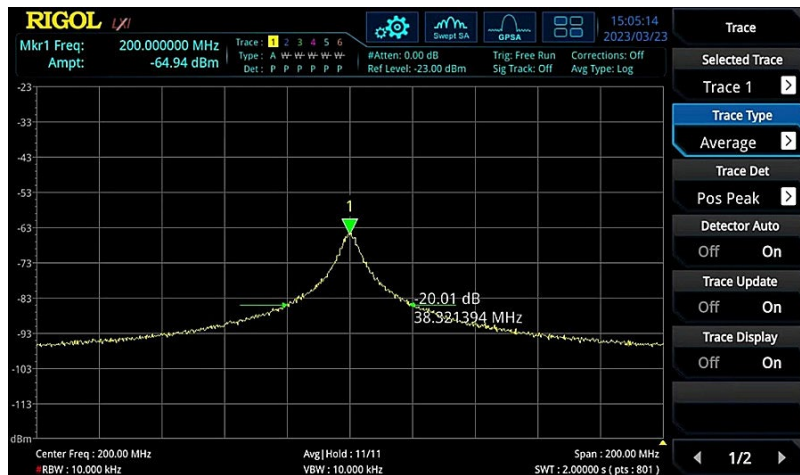 RIGOL LXI
Swept SA
GPSA
15:05:14
2023/03/23
Mkr1 Freq: 200.000000 MHz
Ampt: -64.94 dBm
Trace: 1 2 3 4 5 6
Type: A W W W W W
Det: P P P P P P
#Atten: 0.00 dB
Ref Level: -23.00 dBm
Trig: Free Run
Sig Track: Off
Corrections: Off
Avg Type: Log
-23
-33
-43
-53
-63
-73
-83
-93
-103
-113
dBm
1
-20.01 dB
38.321394 MHz
Center Freq : 200.00 MHz
#RBW : 10.000 kHz
Avg|Hold : 11/11
VBW : 10.000 kHz
Span : 200.00 MHz
SWT : 2.00000 s ( pts : 801 )
Trace
Selected Trace
Trace 1
Trace Type
Average
Trace Det
Pos Peak
Detector Auto
Off On
Trace Update
Off On
Trace Display
Off On
1/2